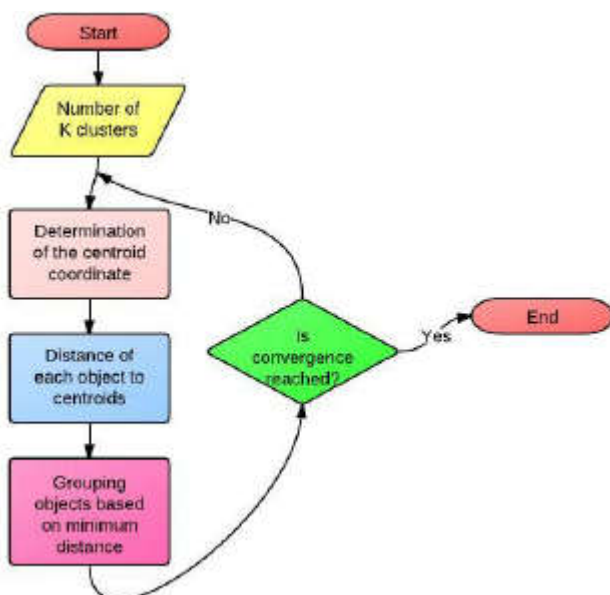 Start
Number of
K clusters
No
Determination
of the centroid
coordinate
Is
convergence
reached?
Yes
End
Distance of
each object to
centroids
Grouping
objects based
on minimum
distance